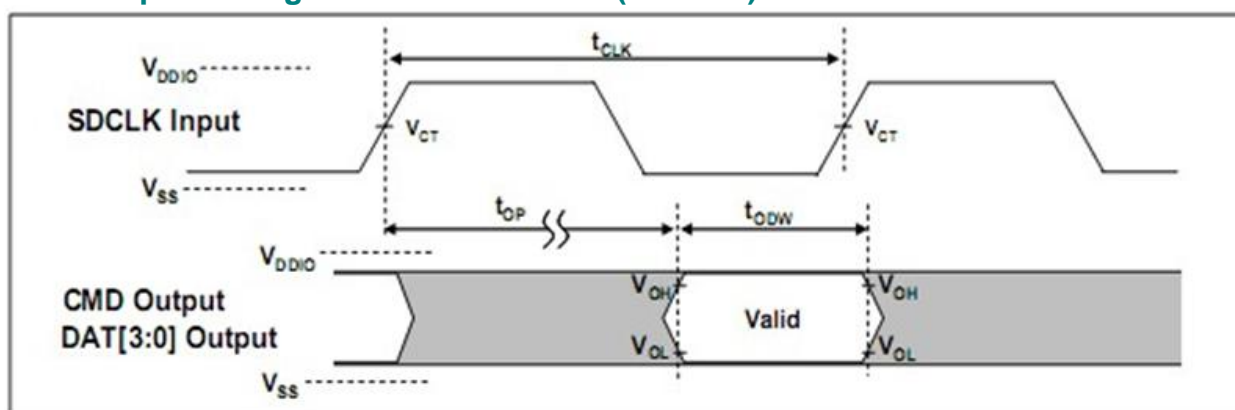 tCLK
VDDIO
SDCLK Input
VCT
VCT
VSS
tOP
tODW
VDDIO
CMD Output
DAT[3:0] Output
VOH
VOH
Valid
VOL
VOL
VSS